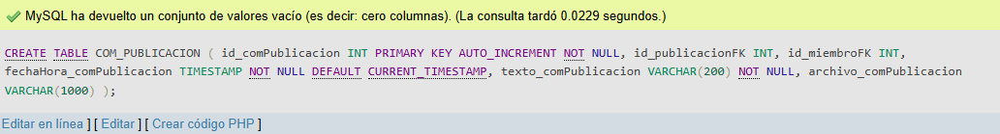 MySQL ha devuelto un conjunto de valores vacío (es decir: cero columnas). (La consulta tardó 0.0229 segundos.)
CREATE TABLE COM_PUBLICACION ( id_comPublicacion INT PRIMARY KEY AUTO_INCREMENT NOT NULL, id_publicacionFK INT, id_miembroFK INT,
fechaHora_comPublicacion TIMESTAMP NOT NULL DEFAULT CURRENT_TIMESTAMP, texto_comPublicacion VARCHAR(200) NOT NULL, archivo_comPublicacion
VARCHAR(1000) );
Editar en línea ] [ Editar ] [ Crear código PHP ]